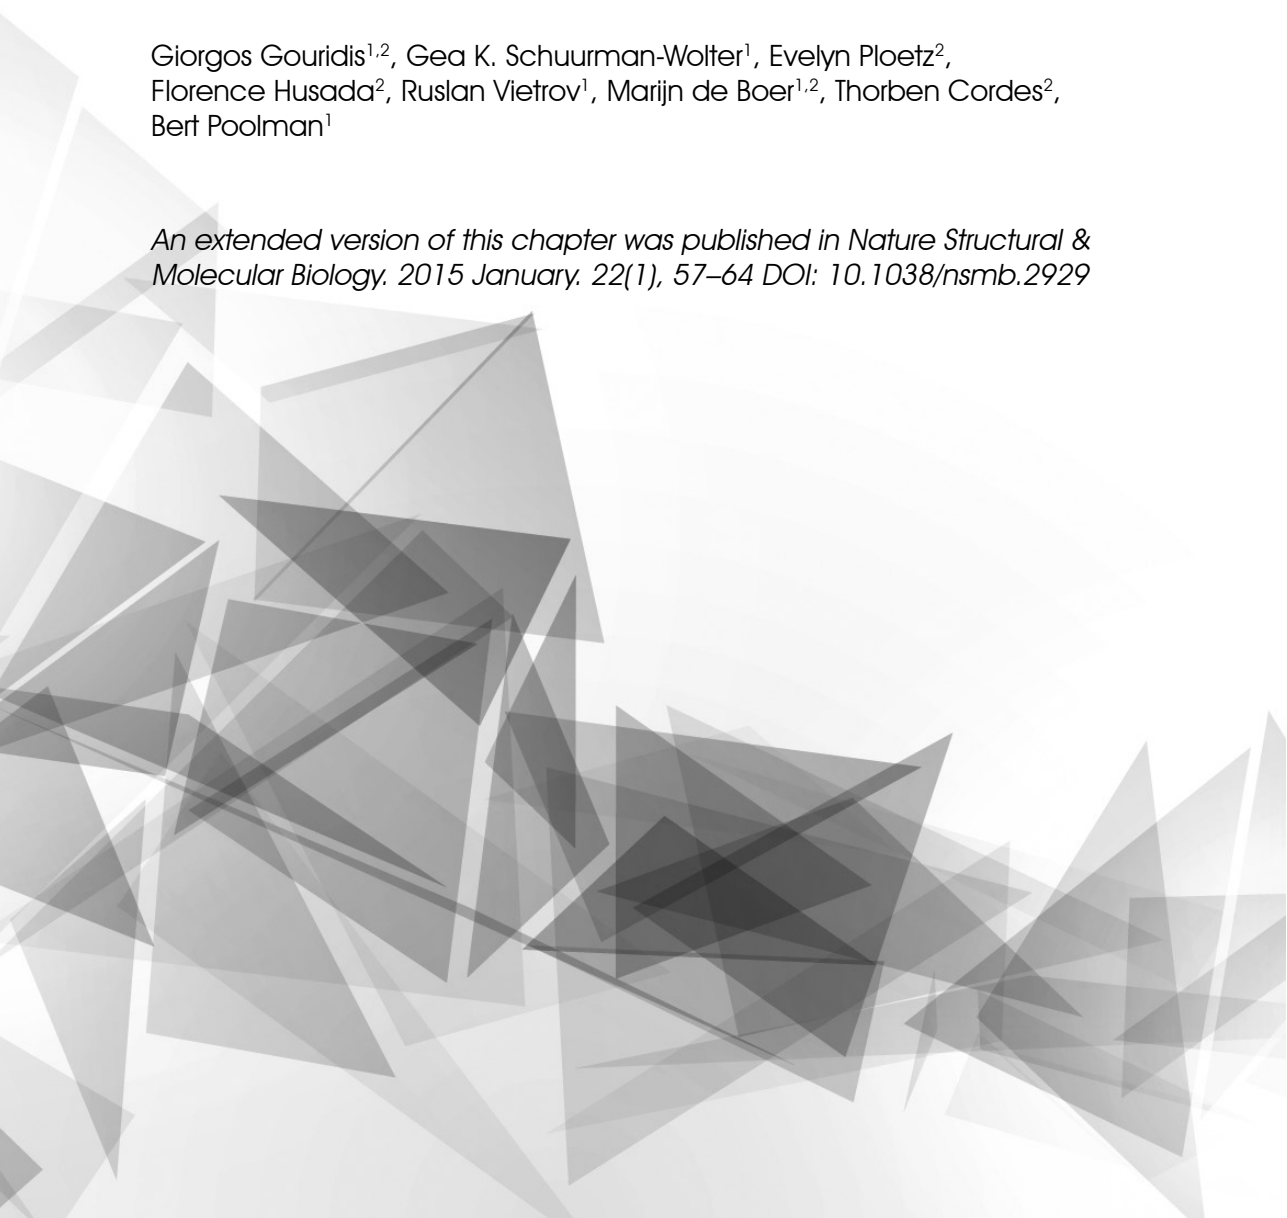 Giorgos Gouridis¹,², Gea K. Schuurman-Wolter¹, Evelyn Ploetz²,
Florence Husada², Ruslan Vietrov¹, Marijn de Boer¹,², Thorben Cordes²,
Bert Poolman¹
An extended version of this chapter was published in Nature Structural &
Molecular Biology. 2015 January. 22(1), 57–64 DOI: 10.1038/nsmb.2929